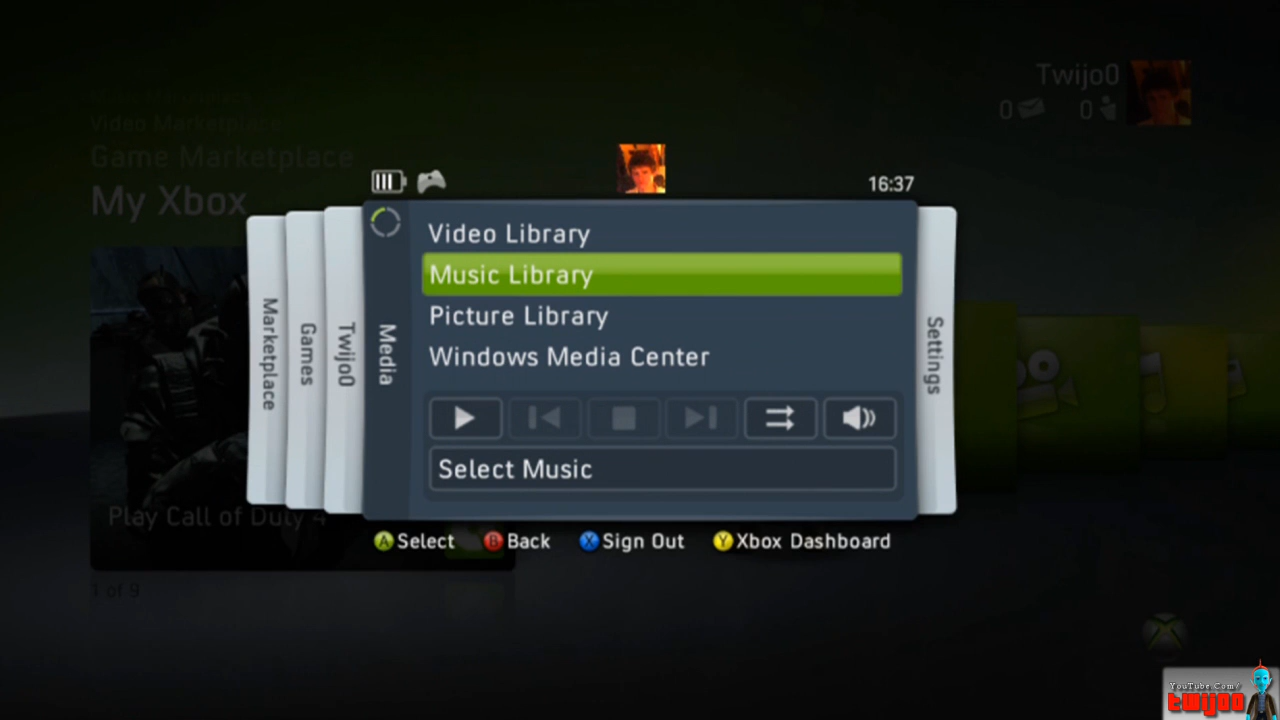 Video Marketplace
Game Marketplace
My Xbox
Twijo0
0 0
16:37
Marketplace
Games
Twijo0
Media
Video Library
Music Library
Picture Library
Windows Media Center
Select Music
Settings
Play Call of Duty 4
A Select B Back X Sign Out Y Xbox Dashboard
1 of 9
YouTube.Com/
twijoo